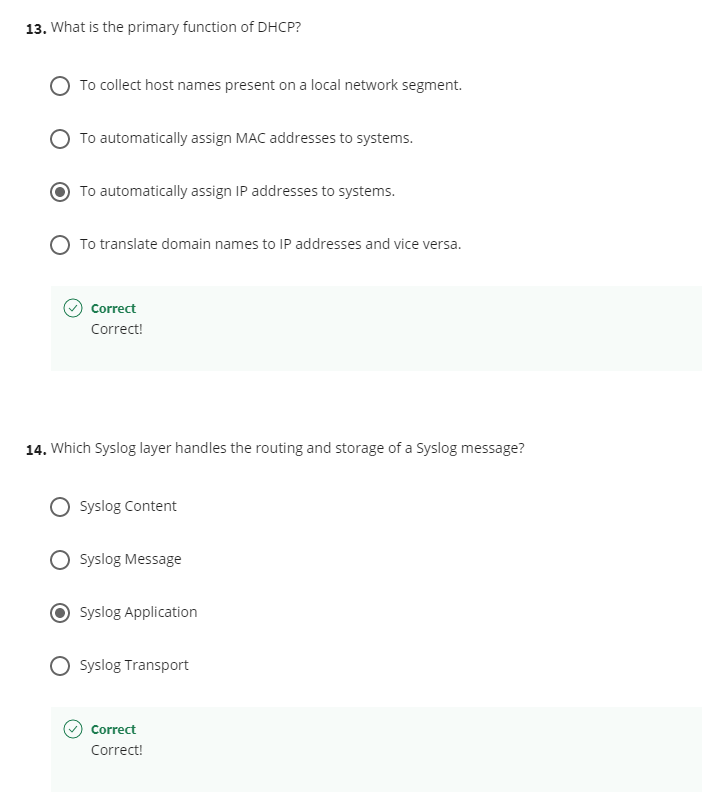 13. What is the primary function of DHCP?
To collect host names present on a local network segment.
To automatically assign MAC addresses to systems.
To automatically assign IP addresses to systems.
To translate domain names to IP addresses and vice versa.
Correct
Correct!
14. Which Syslog layer handles the routing and storage of a Syslog message?
Syslog Content
Syslog Message
Syslog Application
Syslog Transport
Correct
Correct!